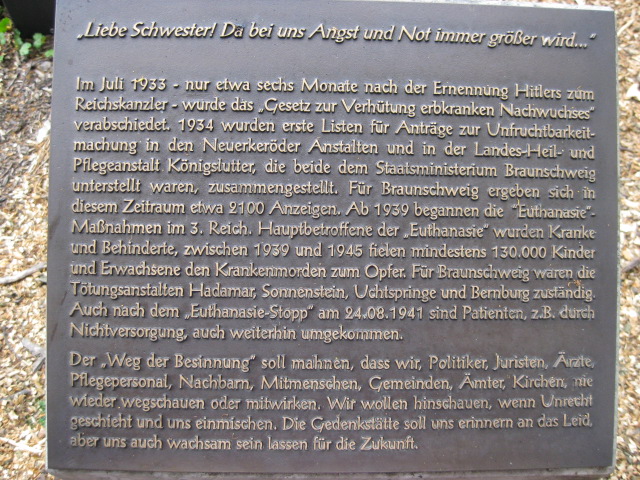 „Liebe Schwester! Da bei uns Angst und Not immer größer wird..."
Im Juli 1933 - nur etwa sechs Monate nach der Ernennung Hitlers zum
Reichskanzler - wurde das „Gesetz zur Verhütung erbkranken Nachwuchses"
verabschiedet. 1934 wurden erste Listen für Anträge zur Unfruchtbarkeit-
machung in den Neuerkeröder Anstalten und in der Landes-Heil- und
Pflegeanstalt Königslutter, die beide dem Staatsministerium Braunschweig
unterstellt waren, zusammengestellt. Für Braunschweig ergeben sich in
diesem Zeitraum etwa 2100 Anzeigen. Ab 1939 begannen die "Euthanasie"-
Maßnahmen im 3. Reich. Hauptbetroffene der „Euthanasie" wurden Kranke
und Behinderte, zwischen 1939 und 1945 fielen mindestens 130.000 Kinder
und Erwachsene den Krankenmorden zum Opfer. Für Braunschweig waren die
Tötungsanstalten Hadamar, Sonnenstein, Uchtspringe und Bernburg zuständig.
Auch nach dem „Euthanasie-Stopp" am 24.08.1941 sind Patienten, z.B. durch
Nichtversorgung, auch weiterhin umgekommen.
Der „Weg der Besinnung" soll mahnen, dass wir, Politiker, Juristen, Ärzte,
Pflegepersonal, Nachbarn, Mitmenschen, Gemeinden, Ämter, Kirchen, nie
wieder wegschauen oder mitwirken. Wir wollen hinschauen, wenn Unrecht
geschieht und uns einmischen. Die Gedenkstätte soll uns erinnern an das Leid,
aber uns auch wachsam sein lassen für die Zukunft.